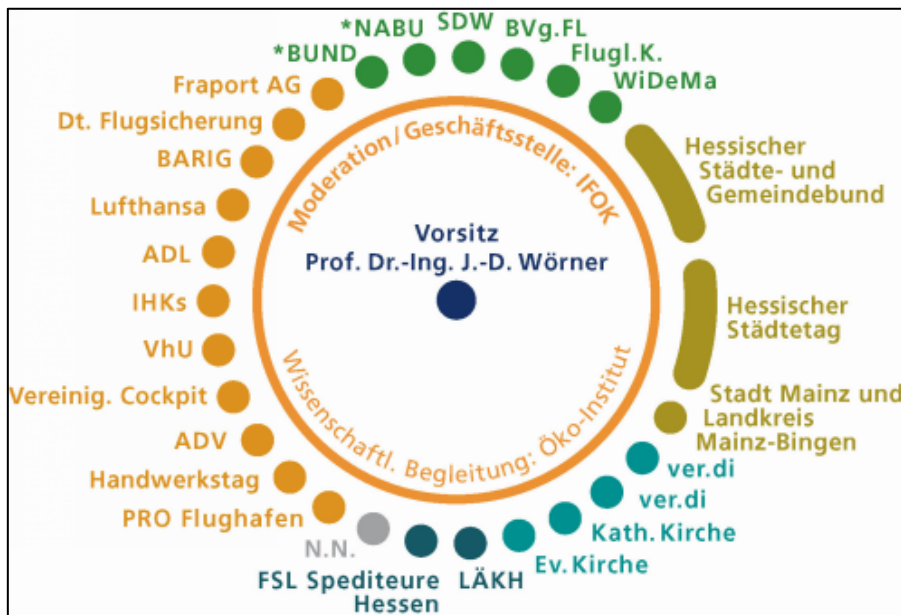 *BUND
*NABU
SDW
BVg.FL
Flugl.K.
WiDeMa
Hessischer
Städte- und
Gemeindebund
Hessischer
Städtetag
Stadt Mainz und
Landkreis
Mainz-Bingen
ver.di
ver.di
Kath.Kirche
Ev.Kirche
LÄKH
FSL Spediteure
Hessen
N.N.
PRO Flughafen
Handwerkstag
ADV
Vereinig. Cockpit
VhU
IHKs
ADL
Lufthansa
BARIG
Dt. Flugsicherung
Fraport AG
Moderation/Geschäftsstelle: IFOK
Vorsitz
Prof. Dr.-Ing. J.-D. Wörner
Wissenschaftl. Begleitung: Öko-Institut